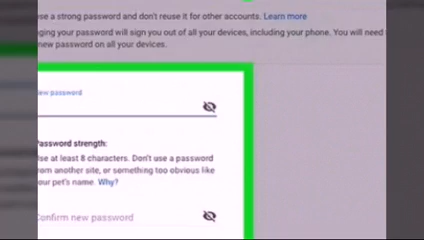 se a strong password and don't reuse it for other accounts. Learn more
ging your password will sign you out of all your devices, including your phone. You will need
new password on all your devices.
ew password
Password strength:
se at least 8 characters. Don't use a password
rom another site, or something too obvious like
our pet's name. Why?
Confirm new password